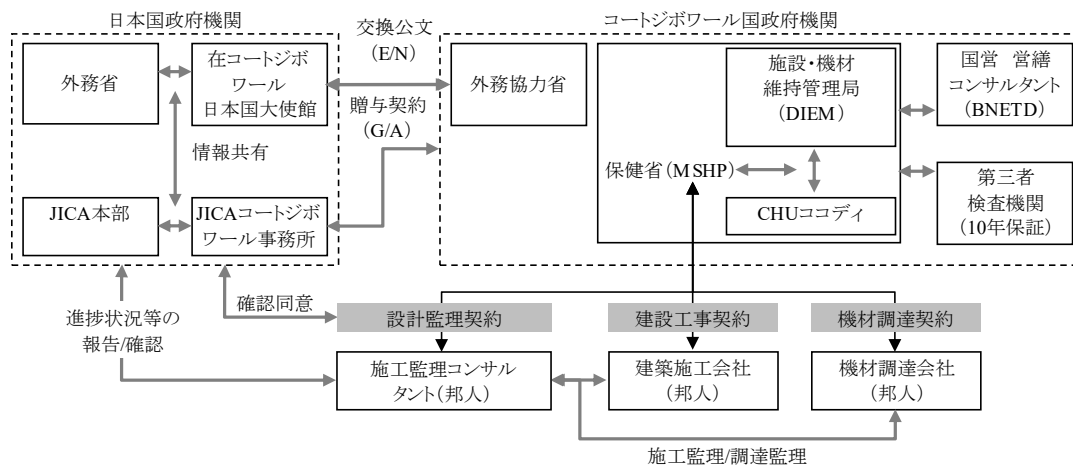 日本国政府機関
コートジボワール国政府機関
外務省
在コートジボ
ワール
日本国大使館
情報共有
JICA本部
JICAコートジボ
ワール事務所
交換公文
(E/N)
贈与契約
(G/A)
外務協力省
施設・機材
維持管理局
(DIEM)
保健省(MSHP)
CHUココディ
国営 営繕
コンサルタント
(BNETD)
第三者
検査機関
(10年保証)
進捗状況等の
報告/確認
確認同意
設計監理契約
建設工事契約
機材調達契約
施工監理コンサル
タント(邦人)
建築施工会社
(邦人)
機材調達会社
(邦人)
施工監理/調達監理